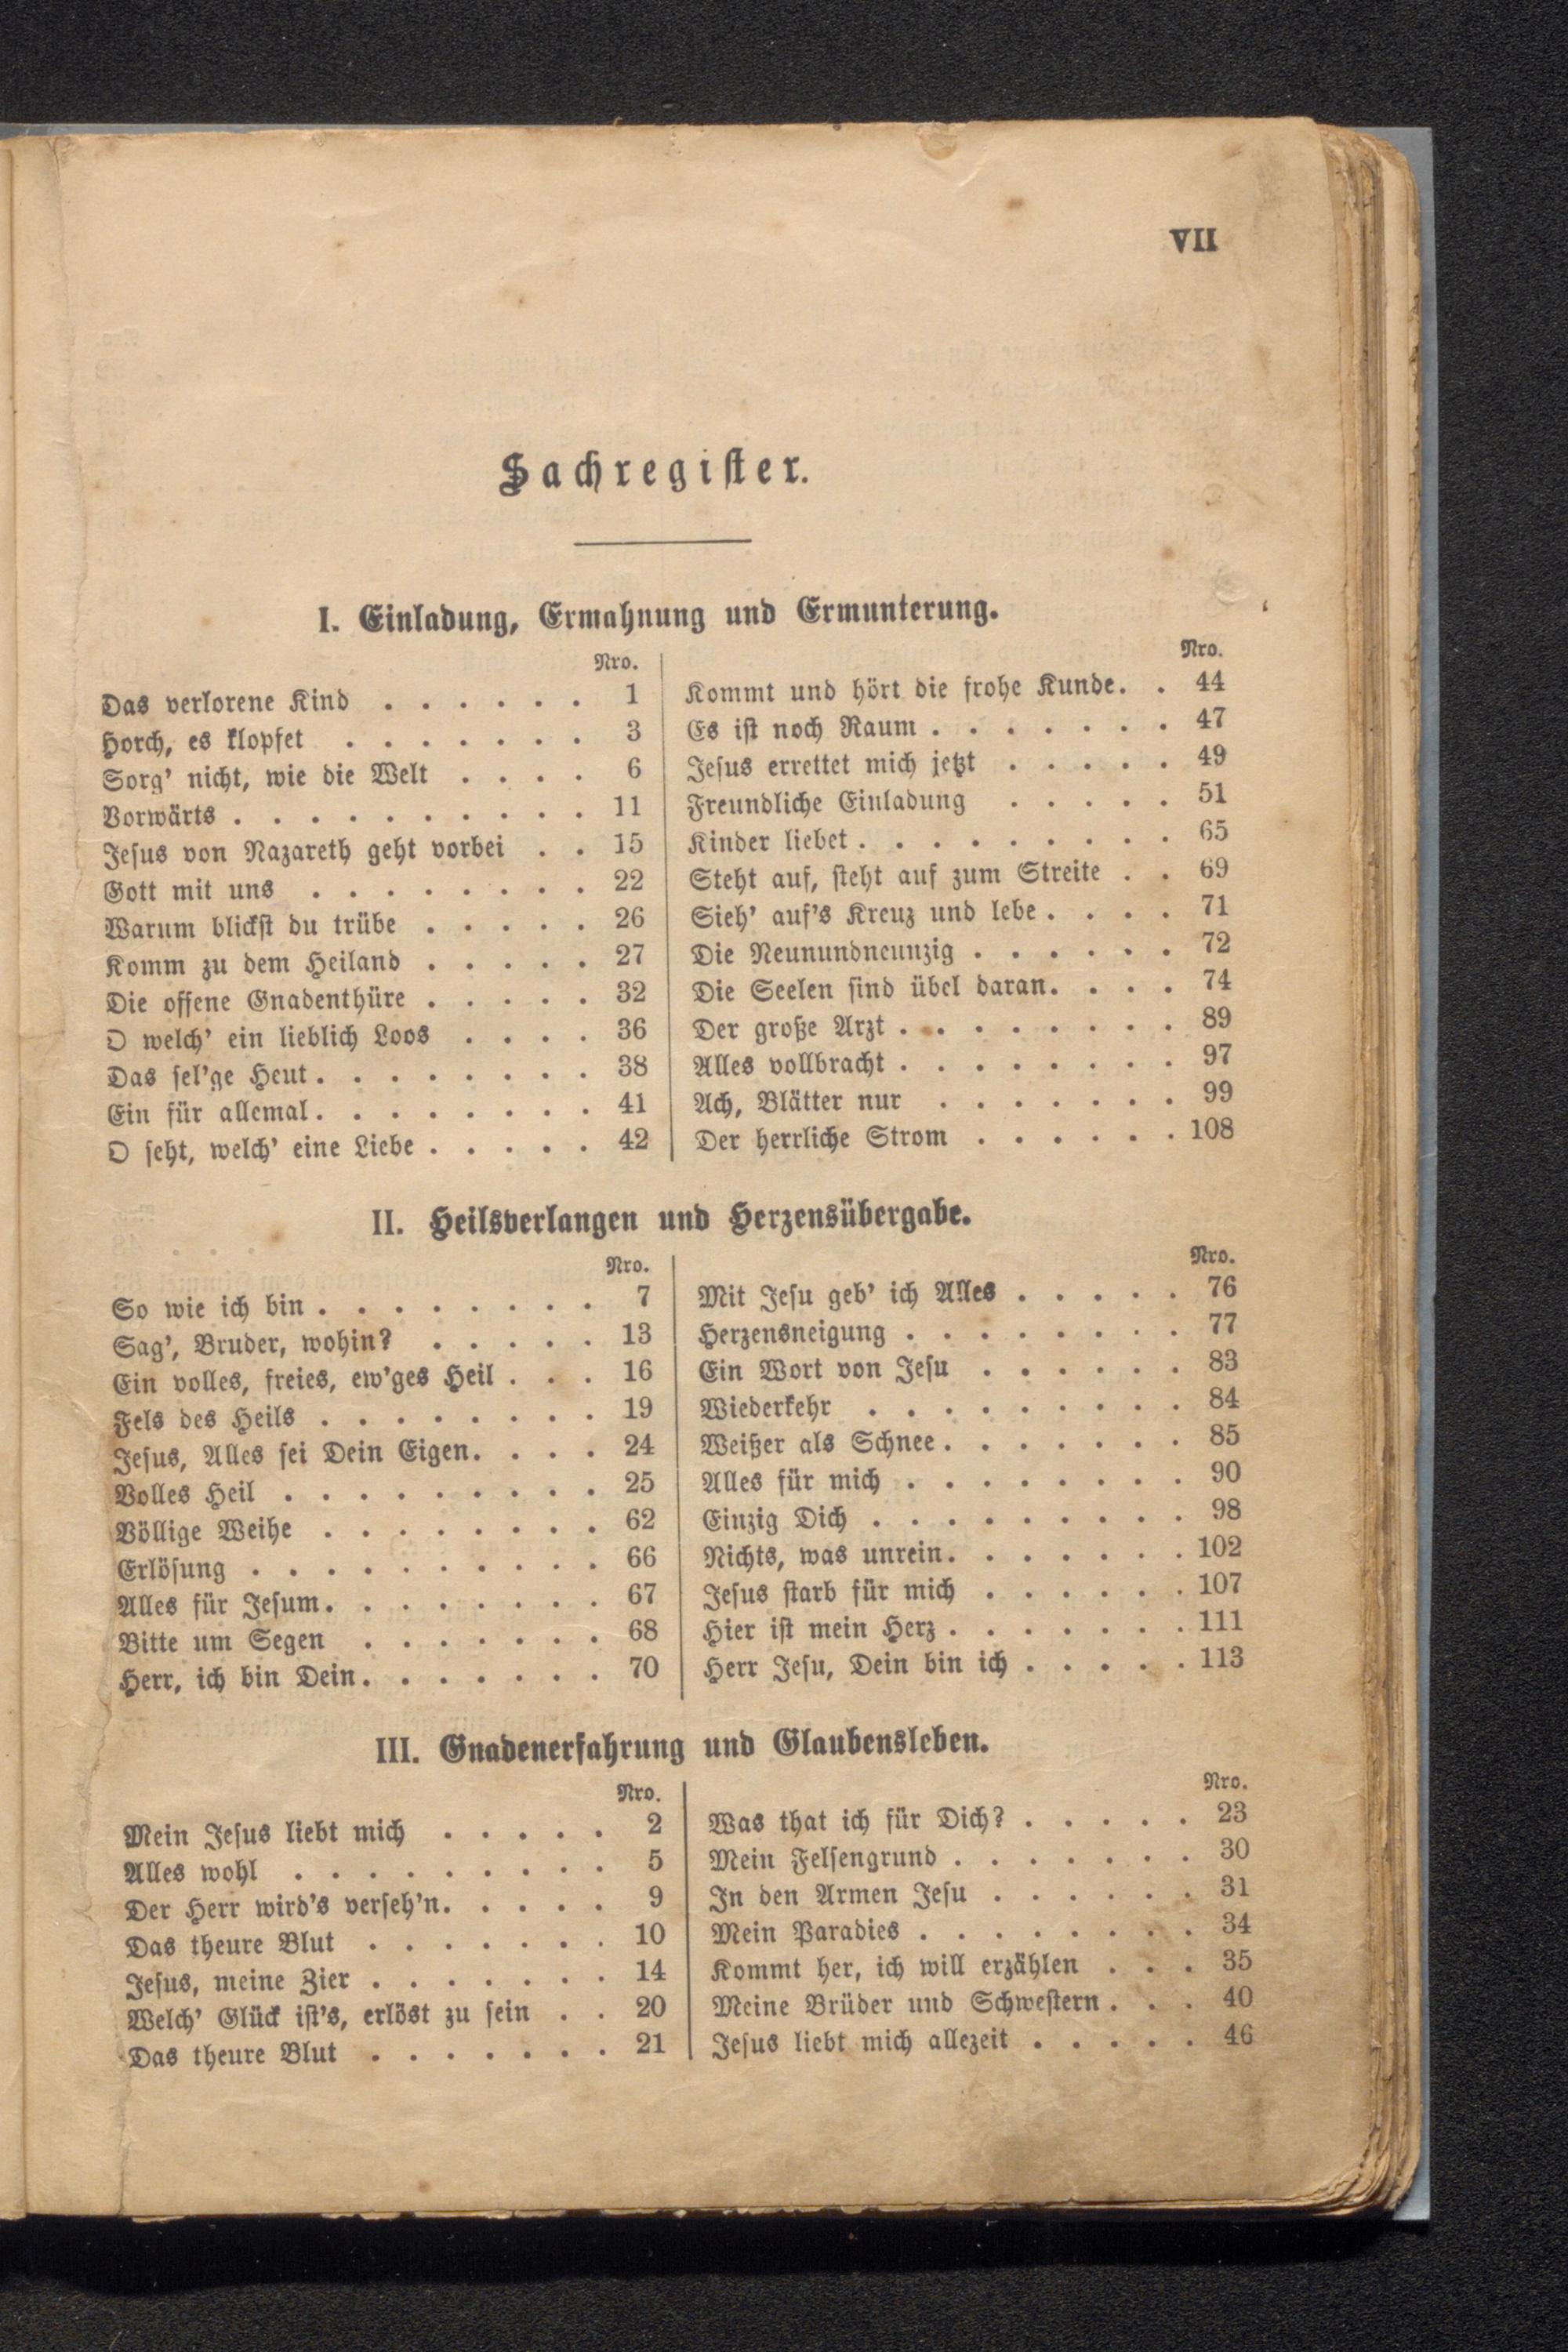 VII
Sachregister.
I. Einladung, Ermahnung und Ermunterung.
Nro.
Das verlorene Kind . . . . . . 1
Horch, es klopfet . . . . . . . 3
Sorg' nicht, wie die Welt . . . . 6
Vorwärts . . . . . . . . . . 11
Jesus von Nazareth geht vorbei . . 15
Gott mit uns . . . . . . . . 22
Warum blickst du trübe . . . . . 26
Komm zu dem Heiland . . . . . 27
Die offene Gnadenthüre . . . . . 32
O welch' ein lieblich Loos . . . . 36
Das sel'ge Heut . . . . . . . . 38
Ein für allemal . . . . . . . . 41
O seht, welch' eine Liebe . . . . . 42
Nro.
Kommt und hört die frohe Kunde. . 44
Es ist noch Raum . . . . . . . 47
Jesus errettet mich jetzt . . . . . 49
Freundliche Einladung . . . . . 51
Kinder liebet . . . . . . . . . 65
Steht auf, steht auf zum Streite . . 69
Sieh' auf's Kreuz und lebe . . . . 71
Die Neunundneunzig . . . . . . 72
Die Seelen sind übel daran. . . . 74
Der große Arzt . . . . . . . . 89
Alles vollbracht . . . . . . . . 97
Ach, Blätter nur . . . . . . . 99
Der herrliche Strom . . . . . . 108
II. Heilsverlangen und Herzensübergabe.
Nro.
So wie ich bin . . . . . . . . 7
Sag', Bruder, wohin? . . . . . 13
Ein volles, freies, ew'ges Heil . . . 16
Fels des Heils . . . . . . . . 19
Jesus, Alles sei Dein Eigen. . . . 24
Volles Heil . . . . . . . . . 25
Völlige Weihe . . . . . . . . 62
Erlösung . . . . . . . . . . 66
Alles für Jesum . . . . . . . . 67
Bitte um Segen . . . . . . . 68
Herr, ich bin Dein . . . . . . . 70
Nro.
Mit Jesu geb' ich Alles . . . . . 76
Herzensneigung . . . . . . . . 77
Ein Wort von Jesu . . . . . . 83
Wiederkehr . . . . . . . . . 84
Weißer als Schnee . . . . . . . 85
Alles für mich . . . . . . . . 90
Einzig Dich . . . . . . . . . 98
Nichts, was unrein . . . . . . . 102
Jesus starb für mich . . . . . . 107
Hier ist mein Herz . . . . . . . 111
Herr Jesu, Dein bin ich . . . . . 113
III. Gnadenerfahrung und Glaubensleben.
Nro.
Mein Jesus liebt mich . . . . . 2
Alles wohl . . . . . . . . . 5
Der Herr wird's verseh'n. . . . . 9
Das theure Blut . . . . . . . 10
Jesus, meine Zier . . . . . . . 14
Welch' Glück ist's, erlöst zu sein . . 20
Das theure Blut . . . . . . . 21
Nro.
Was that ich für Dich? . . . . . 23
Mein Felsengrund . . . . . . . 30
In den Armen Jesu . . . . . . 31
Mein Paradies . . . . . . . . 34
Kommt her, ich will erzählen . . . 35
Meine Brüder und Schwestern . . . 40
Jesus liebt mich allezeit . . . . . 46